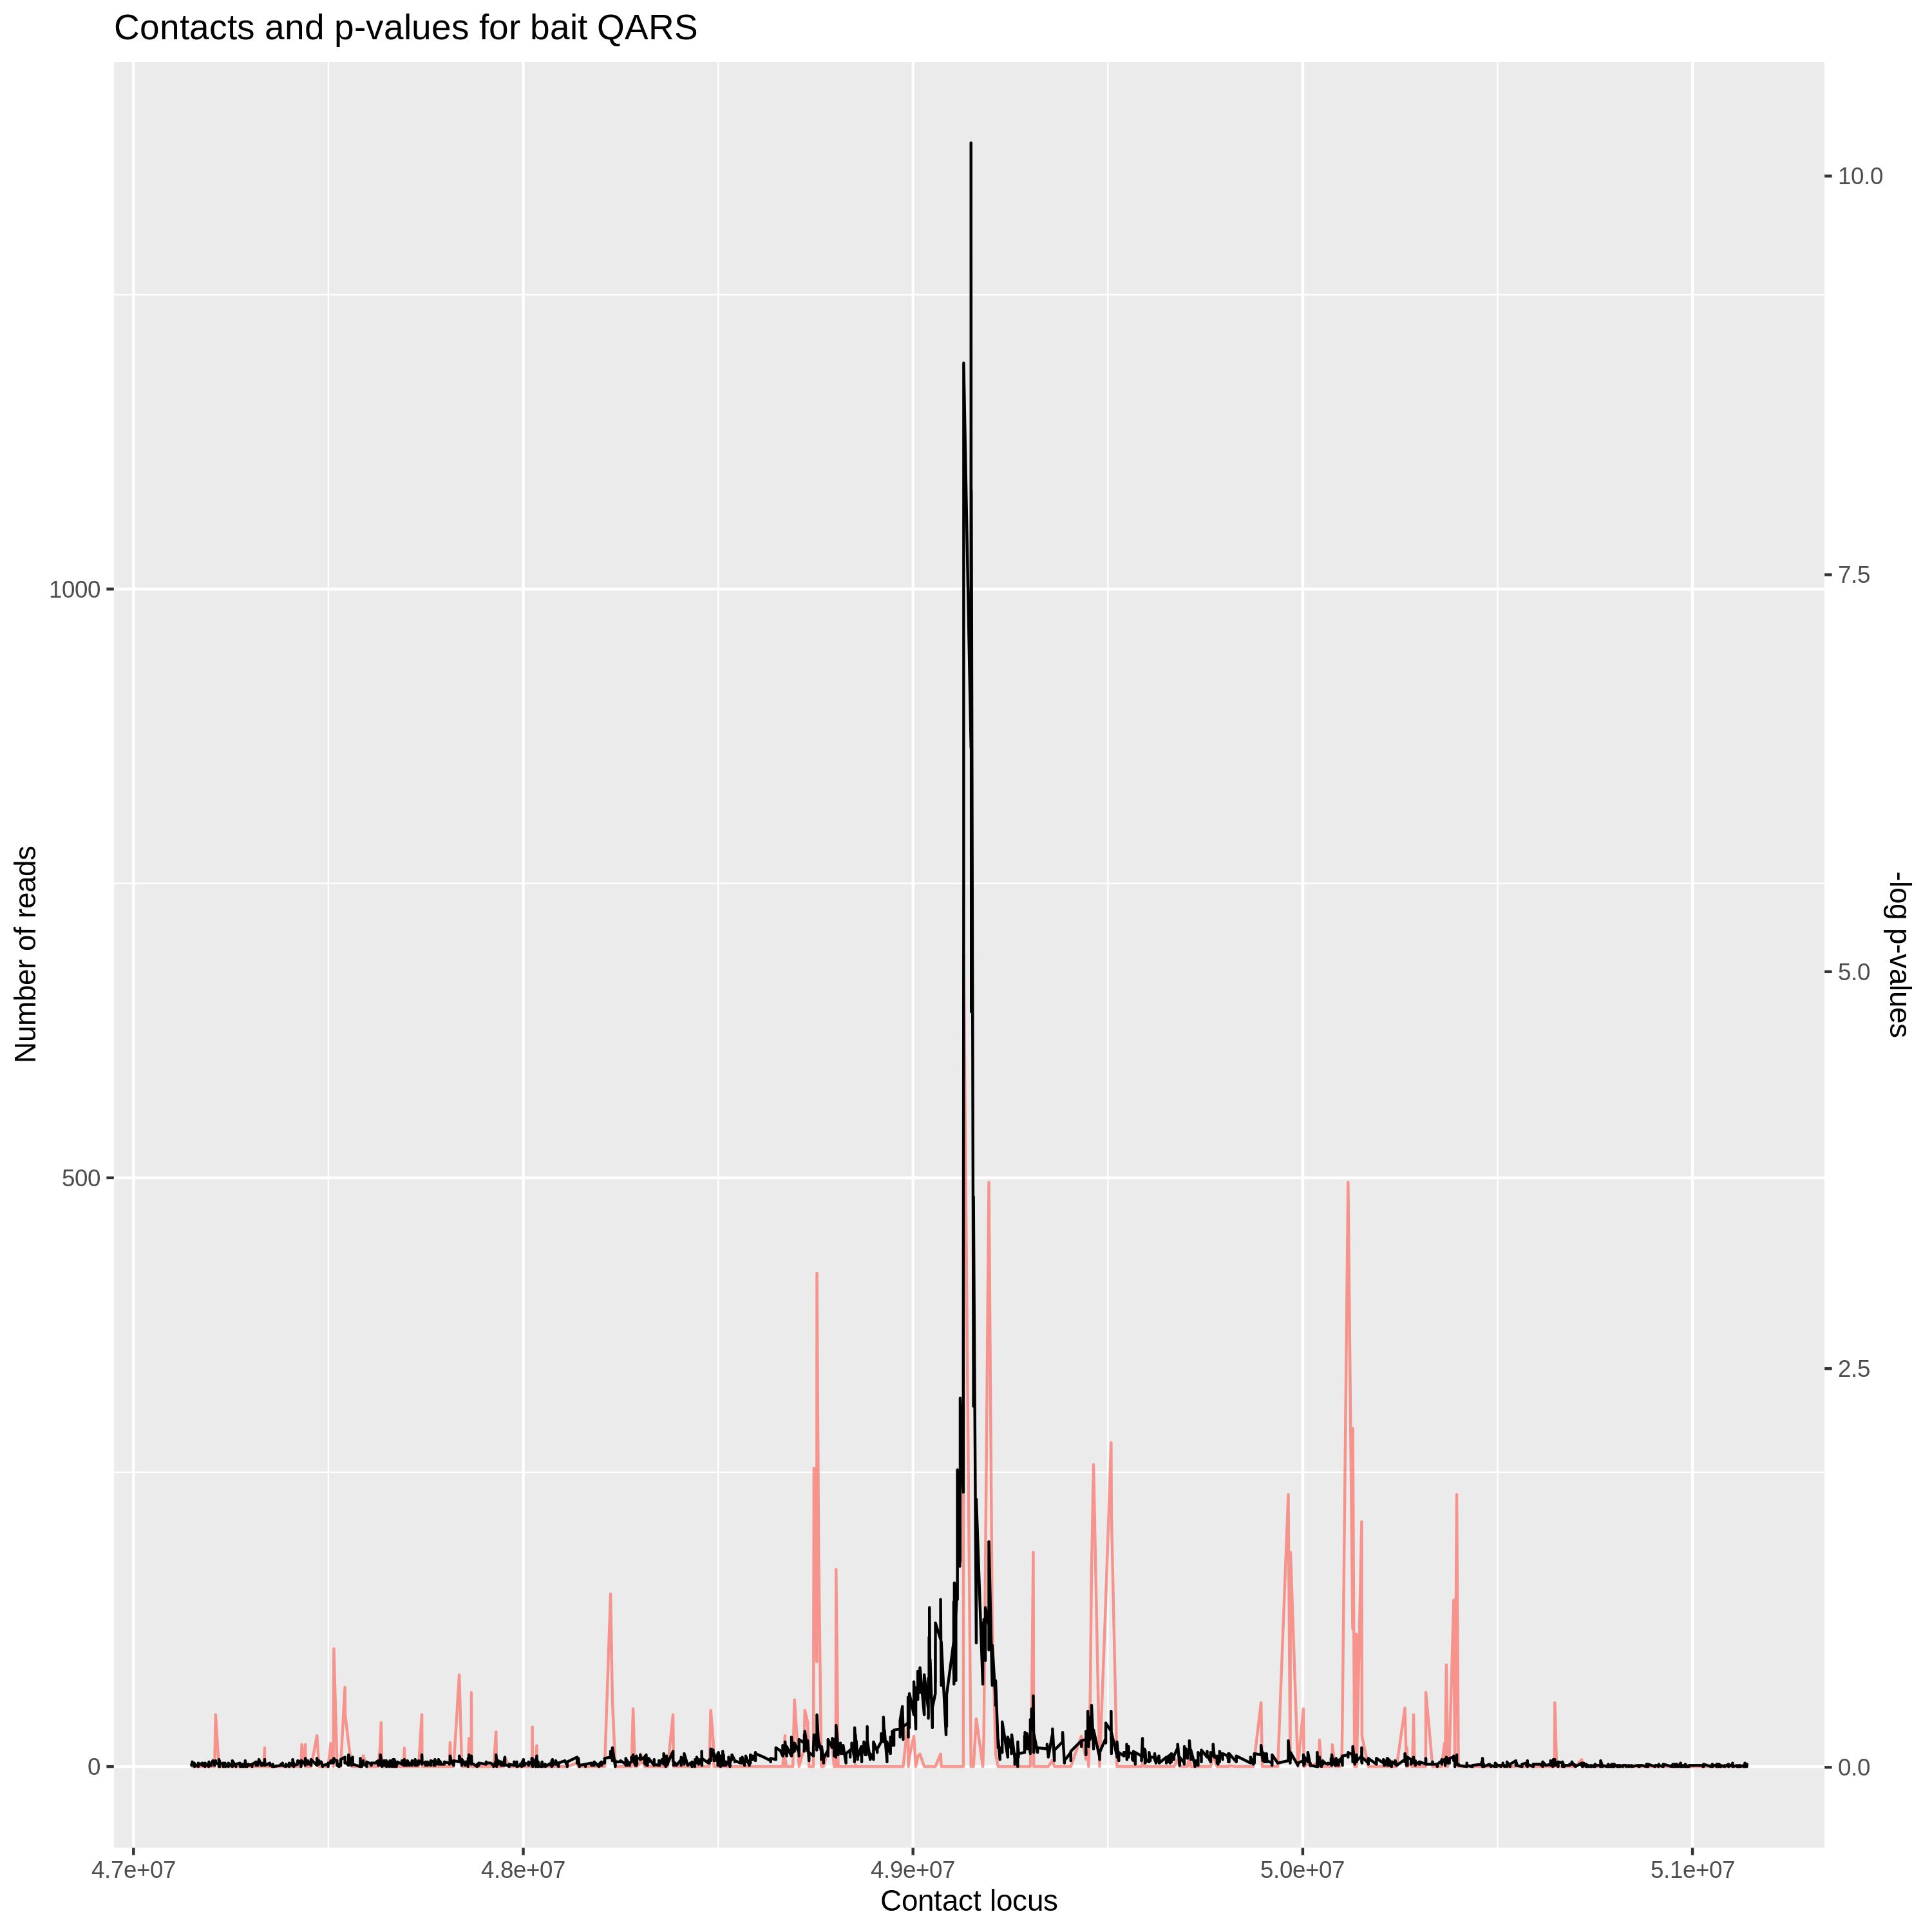 Contacts and p-values for bait QARS
Number of reads
1000
500
0
10.0
7.5
5.0
2.5
0.0
-log p-values
4.7e+07 4.8e+07 4.9e+07 5.0e+07 5.1e+07
Contact locus